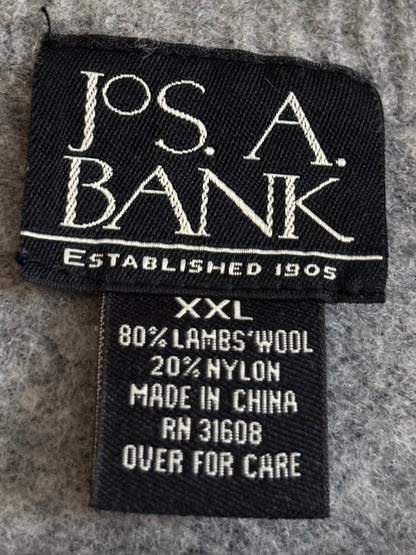 JOS. A.
BANK
ESTABLISHED 1905
XXL
80% LAMBS' WOOL
20% NYLON
MADE IN CHINA
RN 31608
OVER FOR CARE